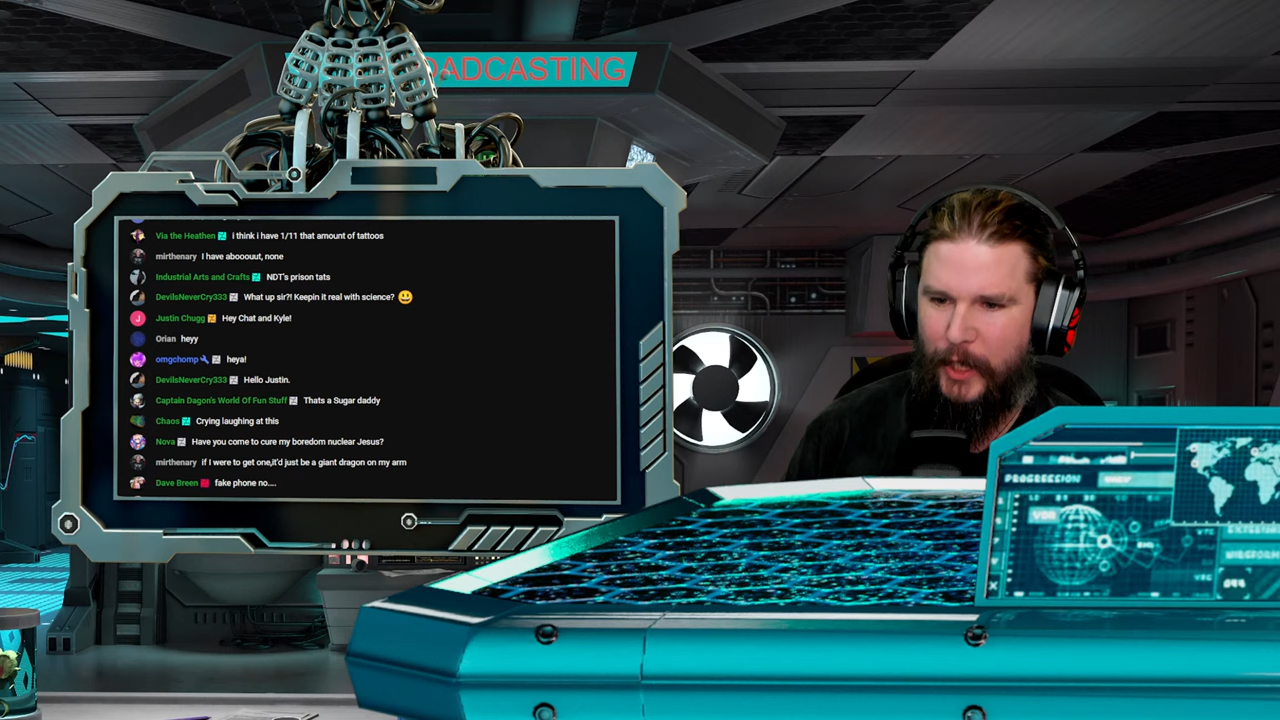 OADCASTING
Via the Heathen i think i have 1/11 that amount of tattoos
mirthenary I have abooouut, none
Industrial Arts and Crafts NDT's prison tats
DevilsNeverCry333 What up sir?! Keepin it real with science? 😃
J Justin Chugg Hey Chat and Kyle!
Orian heyy
omgchomp heya!
DevilsNeverCry333 Hello Justin.
Captain Dagon's World Of Fun Stuff Thats a Sugar daddy
Chaos Crying laughing at this
Nova Have you come to cure my boredom nuclear Jesus?
mirthenary if I were to get one,it'd just be a giant dragon on my arm
Dave Breen fake phone no....
PROGRESSION